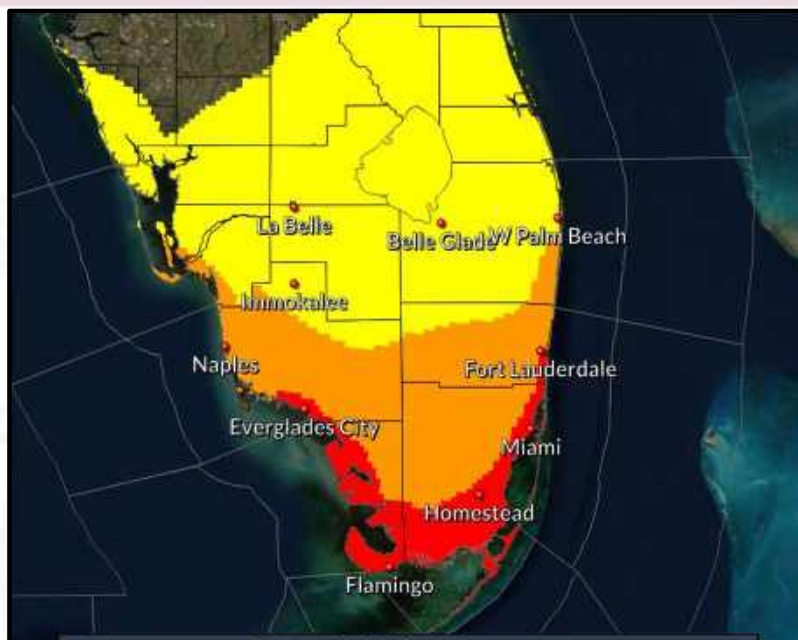 La Belle
Belle Glade
W Palm Beach
Immokalee
Naples
Fort Lauderdale
Everglades City
Miami
Homestead
Flamingo